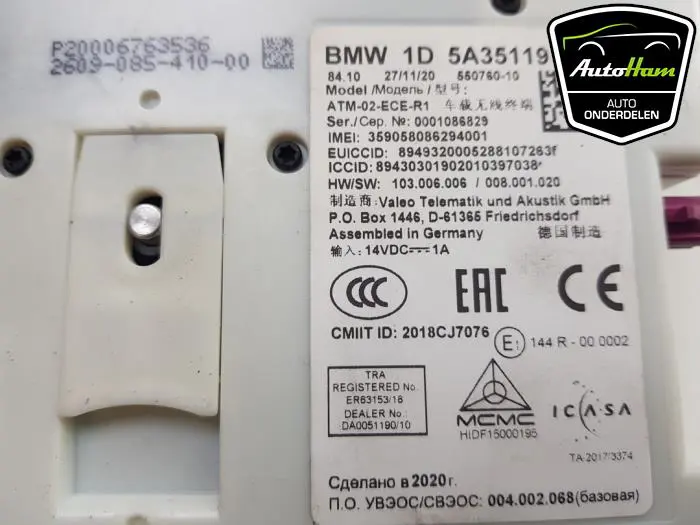 P20006763536
2609-085-410-00
BMW 1D 5A35119
84.10 27/11/20 550760-10
Model /Модель / 型号:
ATM-02-ECE-R1 车载无线终端
Ser./Сер. №: 0001086829
IMEI: 359058086294001
EUICCID: 89493200052881072​63f
ICCID: 89430301902010397038*
HW/SW: 103.006.006 / 008.001.020
制造商: Valeo Telematik und Akustik GmbH
P.O. Box 1446, D-61365 Friedrichsdorf
Assembled in Germany 德国制造
输入: 14VDC⎓1A
CCC EAC CE
CMIIT ID: 2018CJ7076 E1 144 R - 00 0002
TRA
REGISTERED No.
ER63153/18
DEALER No.:
DA0051190/10
MCMC
HIDF15000195
ICASA
TA-2017/3374
Сделано в 2020 г.
П.О. УВЭОС/СВЭОС: 004.002.068 (базовая)
AutoHam
AUTO
ONDERDELEN